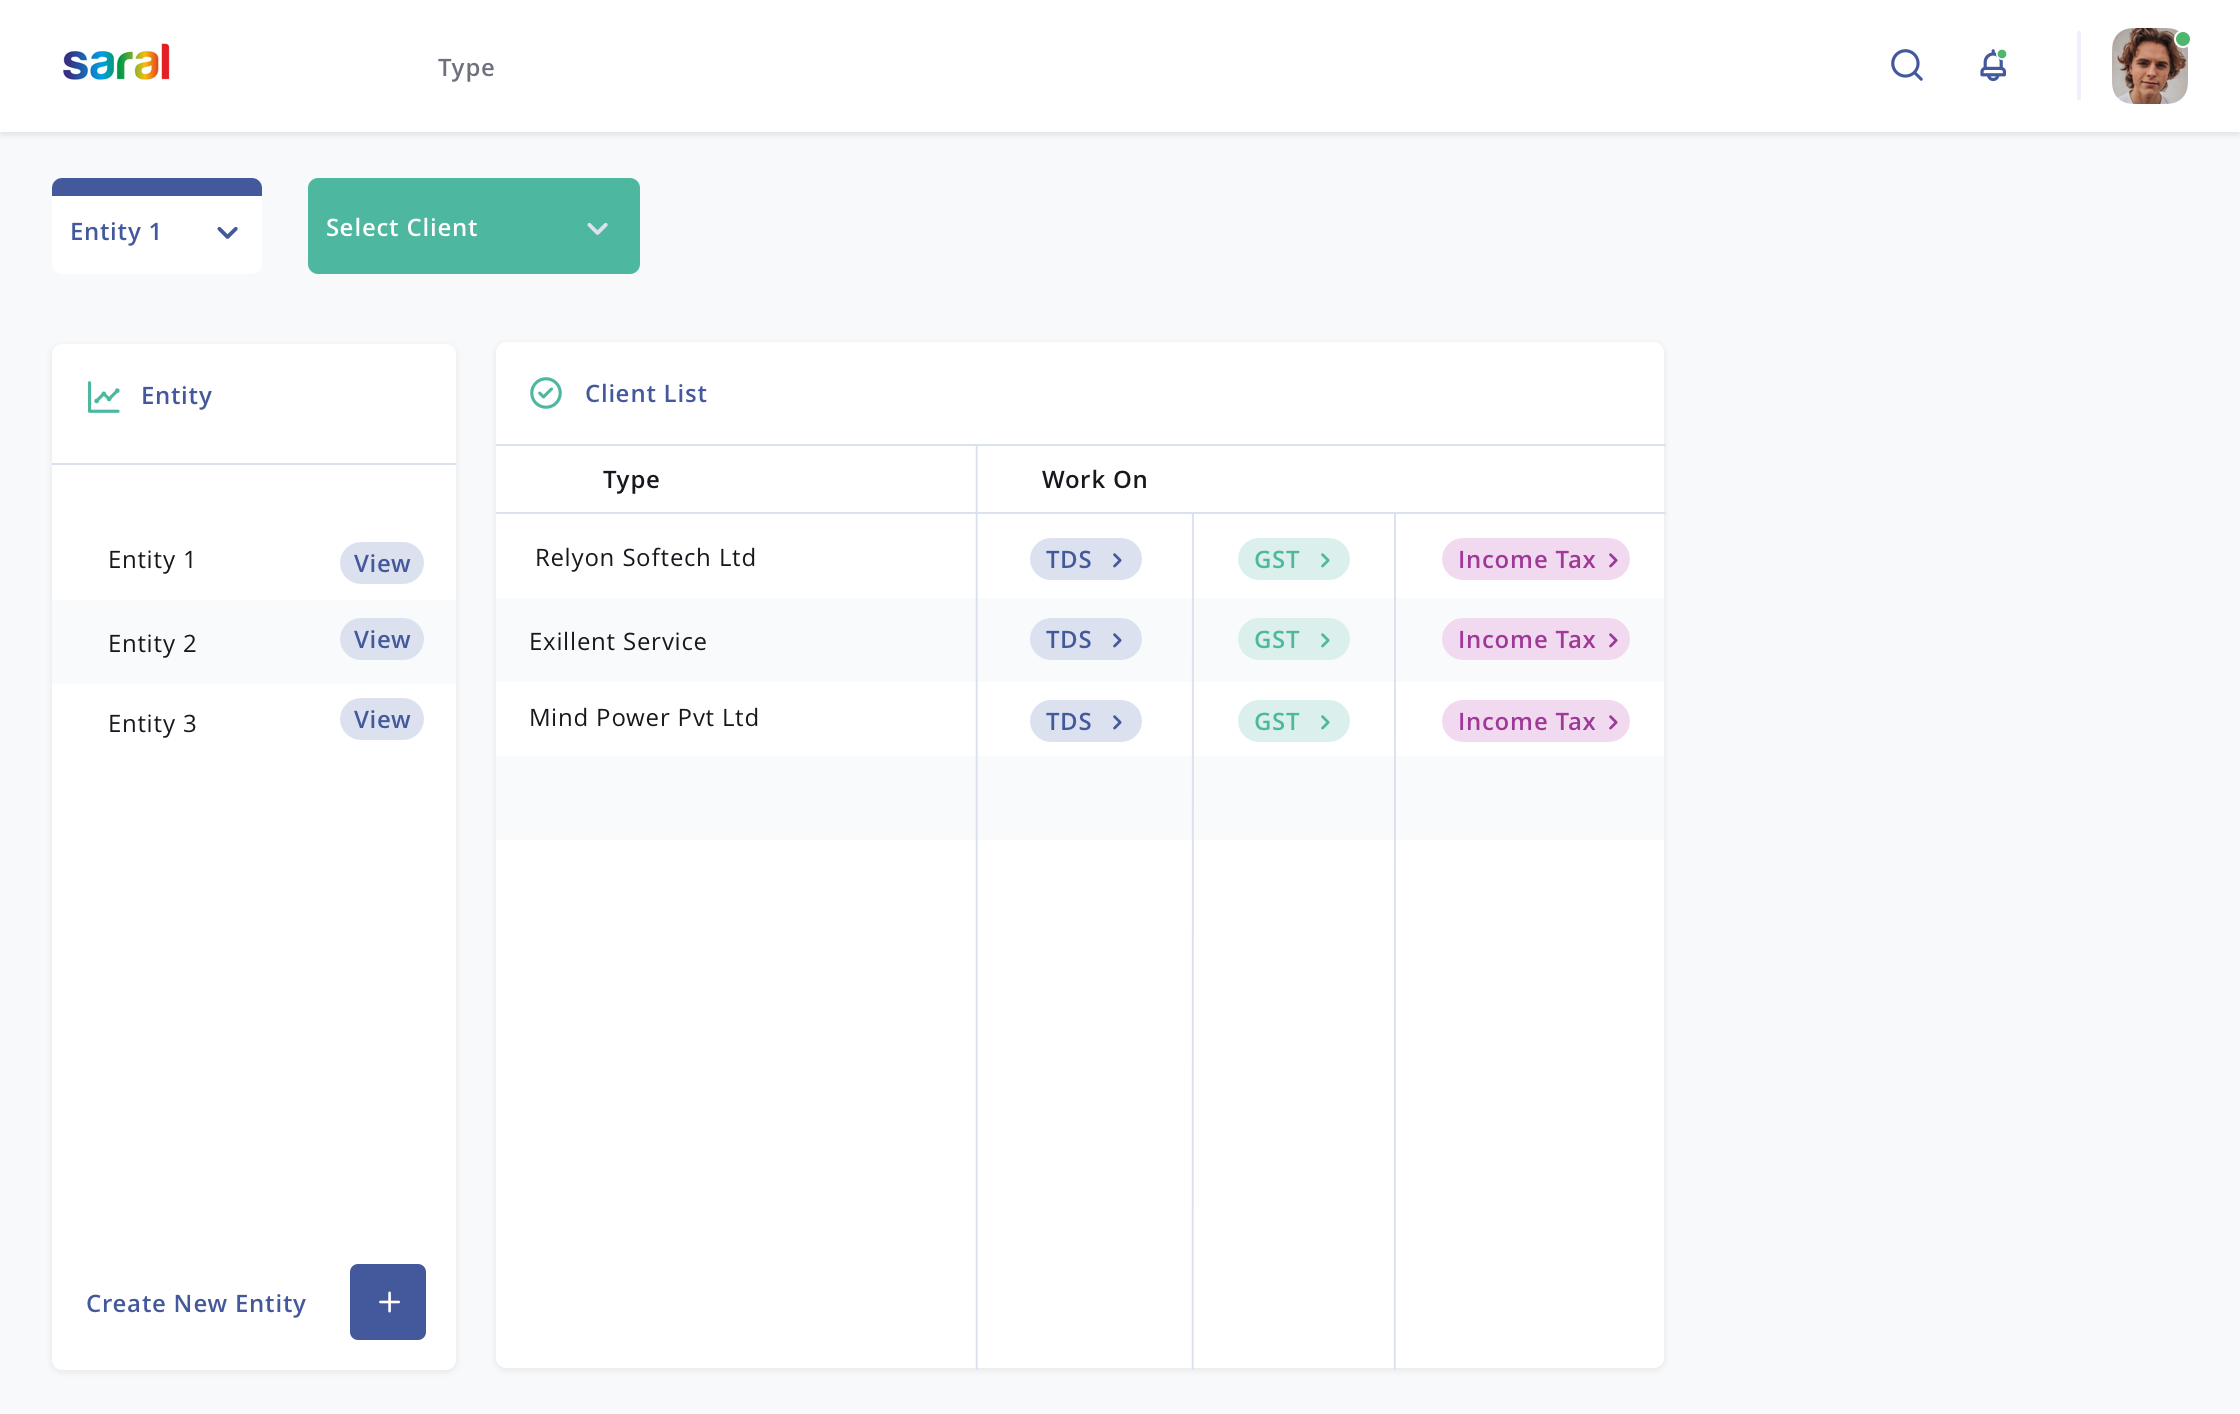 saral
Type
Entity 1
Select Client
Entity
Entity 1 View
Entity 2 View
Entity 3 View
Create New Entity +
Client List
Type Work On
Relyon Softech Ltd TDS > GST > Income Tax >
Exillent Service TDS > GST > Income Tax >
Mind Power Pvt Ltd TDS > GST > Income Tax >